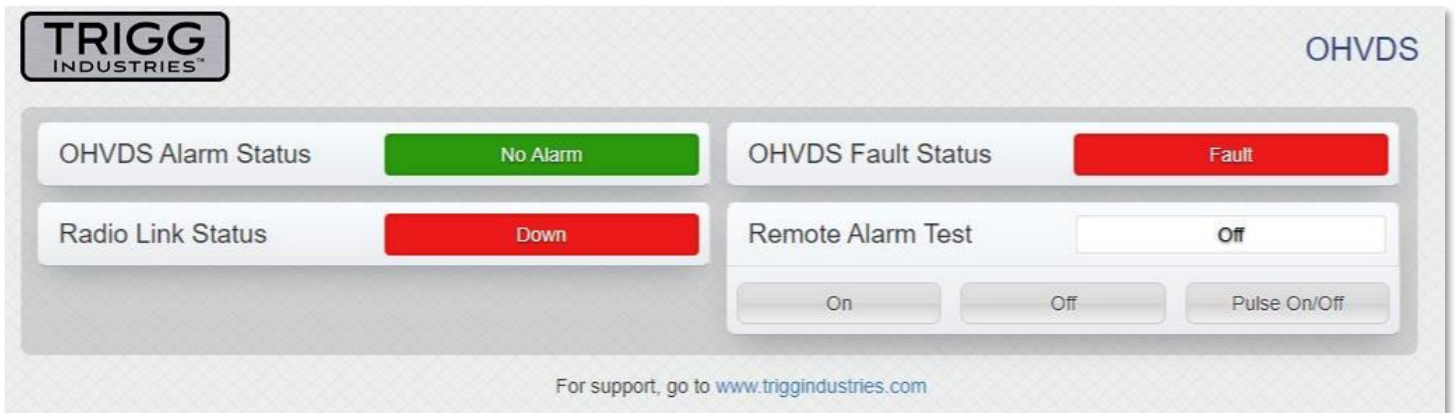 TRIGG
INDUSTRIES™
OHVDS
OHVDS Alarm Status
No Alarm
OHVDS Fault Status
Fault
Radio Link Status
Down
Remote Alarm Test
Off
On
Off
Pulse On/Off
For support, go to www.triggindustries.com